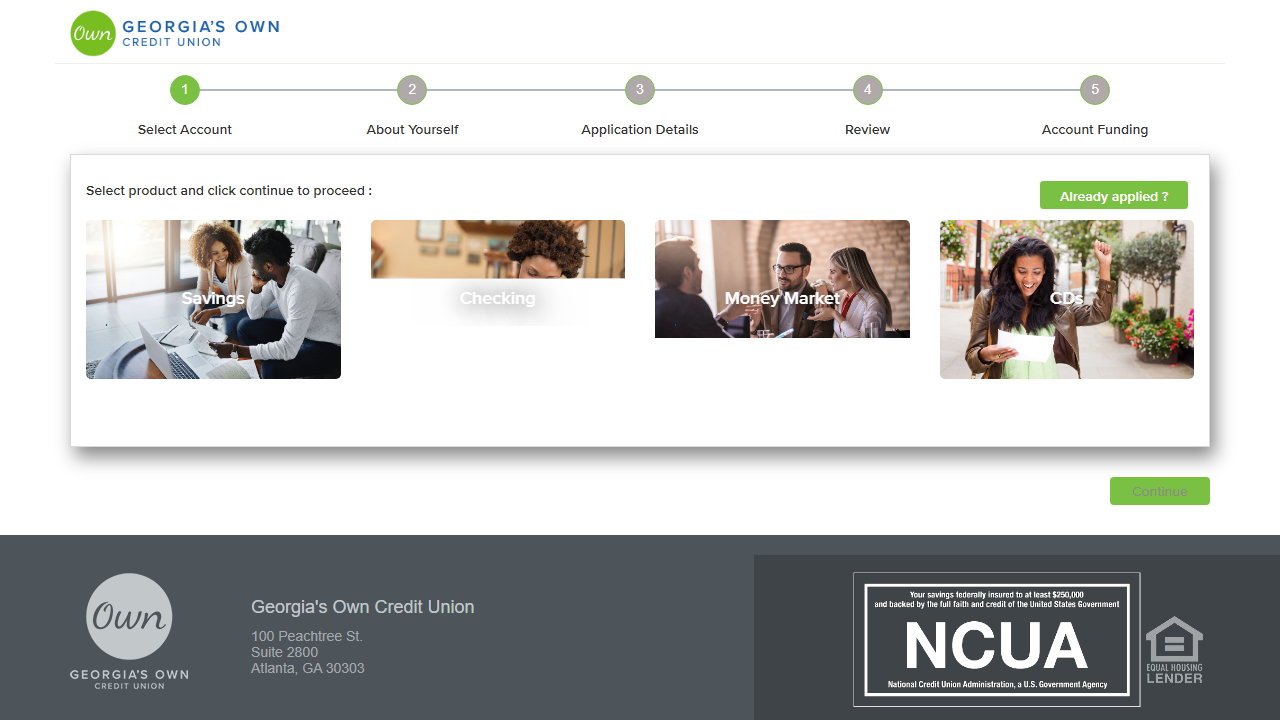 Own GEORGIA'S OWN
CREDIT UNION
1 2 3 4 5
Select Account About Yourself Application Details Review Account Funding
Select product and click continue to proceed :
Already applied ?
Savings Checking Money Market CDs
Continue
Own
GEORGIA'S OWN
CREDIT UNION
Georgia's Own Credit Union
100 Peachtree St.
Suite 2800
Atlanta, GA 30303
Your savings federally insured to at least $250,000
and backed by the full faith and credit of the United States Government
NCUA
National Credit Union Administration, a U.S. Government Agency
EQUAL HOUSING
LENDER